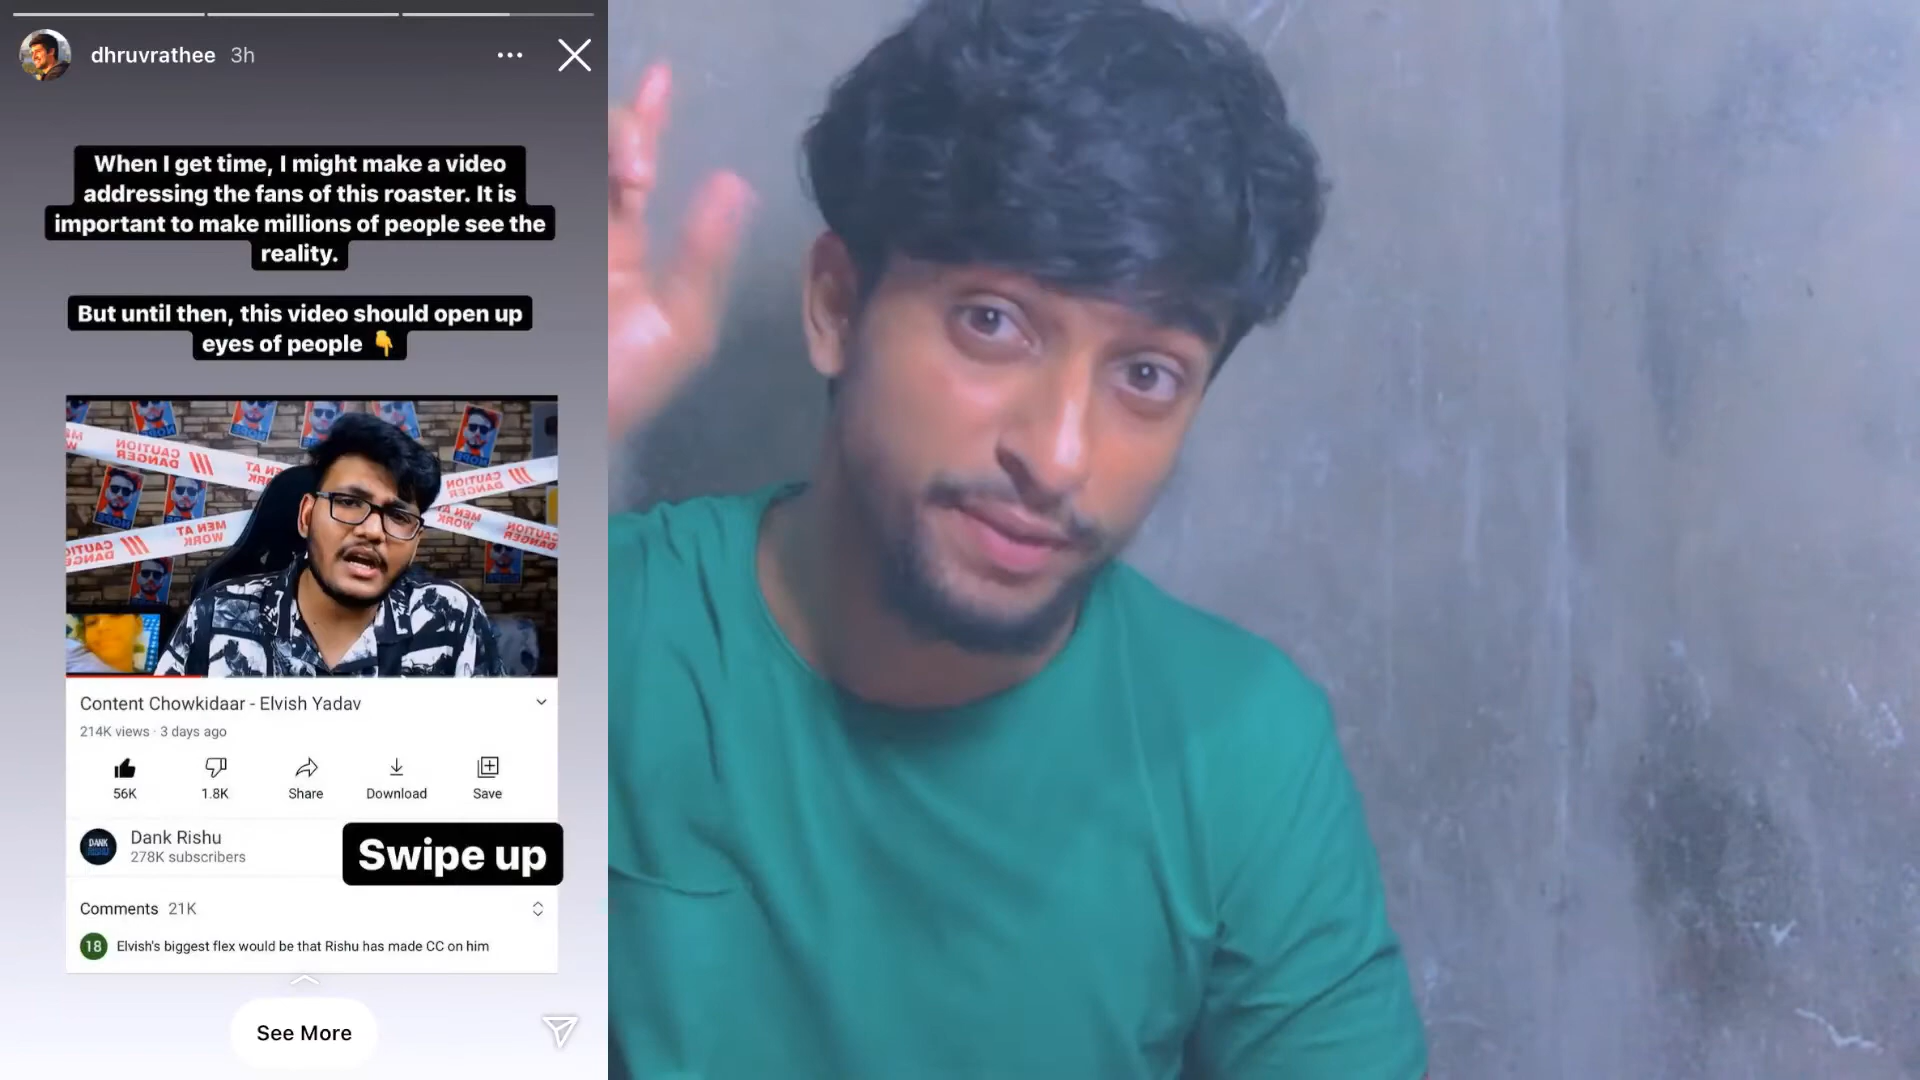 dhruvrathee 3h
When I get time, I might make a video
addressing the fans of this roaster. It is
important to make millions of people see the
reality.
But until then, this video should open up
eyes of people 👇
Content Chowkidaar - Elvish Yadav
214K views · 3 days ago
56K
1.8K
Share
Download
Save
DANK
Dank Rishu
278K subscribers
Swipe up
Comments 21K
18 Elvish's biggest flex would be that Rishu has made CC on him
See More